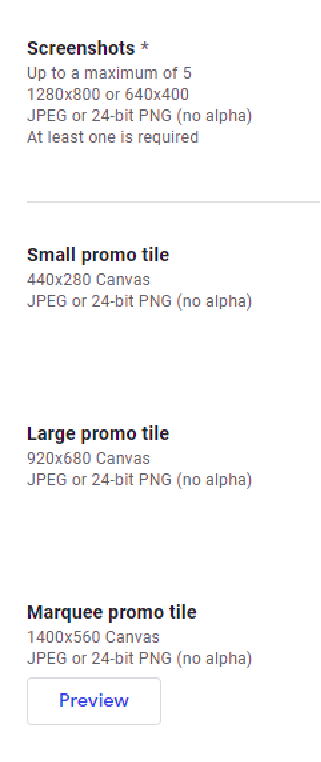 Screenshots *
Up to a maximum of 5
1280x800 or 640x400
JPEG or 24-bit PNG (no alpha)
At least one is required
Small promo tile
440x280 Canvas
JPEG or 24-bit PNG (no alpha)
Large promo tile
920x680 Canvas
JPEG or 24-bit PNG (no alpha)
Marquee promo tile
1400x560 Canvas
JPEG or 24-bit PNG (no alpha)
Preview